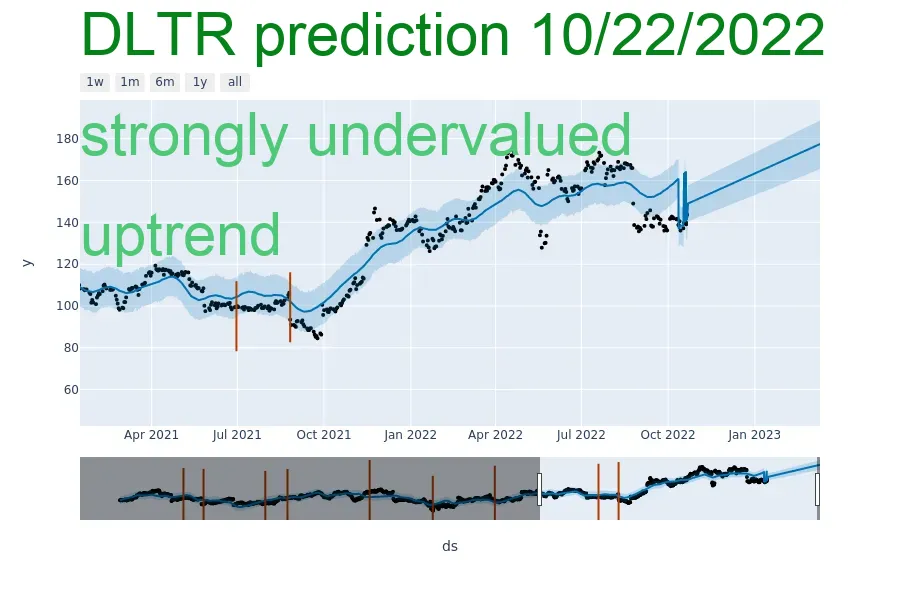 DLTR prediction 10/22/2022
1w 1m 6m 1y all
strongly undervalued
uptrend
180
160
140
120
100
80
60
y
Apr 2021 Jul 2021 Oct 2021 Jan 2022 Apr 2022 Jul 2022 Oct 2022 Jan 2023
ds